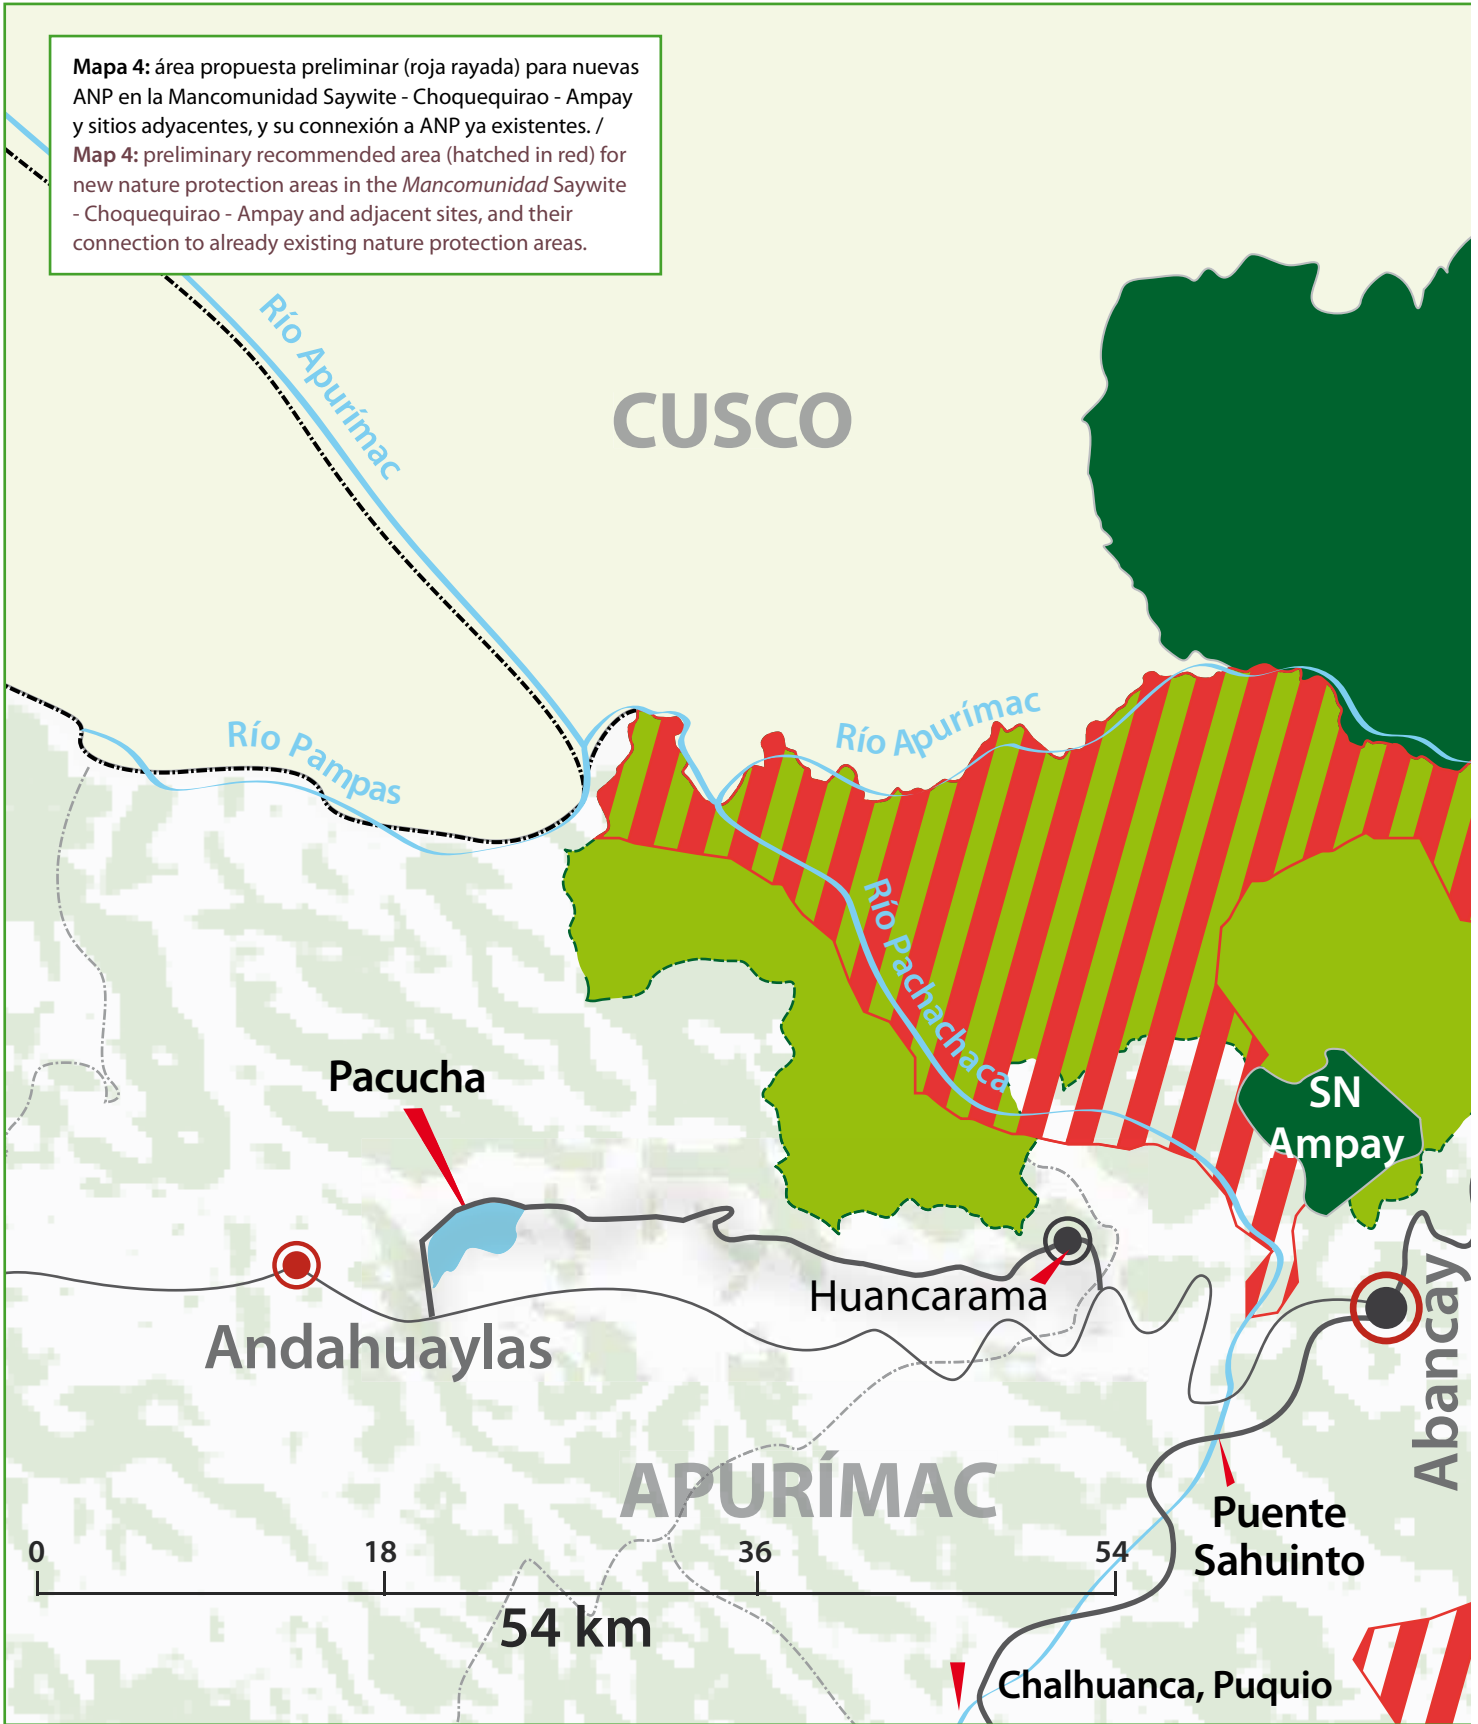 Mapa 4: área propuesta preliminar (roja rayada) para nuevas
ANP en la Mancomunidad Saywite - Choquequirao - Ampay
y sitios adyacentes, y su connexión a ANP ya existentes. /
Map 4: preliminary recommended area (hatched in red) for
new nature protection areas in the Mancomunidad Saywite
- Choquequirao - Ampay and adjacent sites, and their
connection to already existing nature protection areas.
Río Apurímac
CUSCO
Río Pampas
Río Apurímac
Río Pachachaca
Pacucha
SN
Ampay
Huancarama
Andahuaylas
Abancay
APURÍMAC
Puente
Sahuinto
0 18 36 54
54 km
Chalhuanca, Puquio